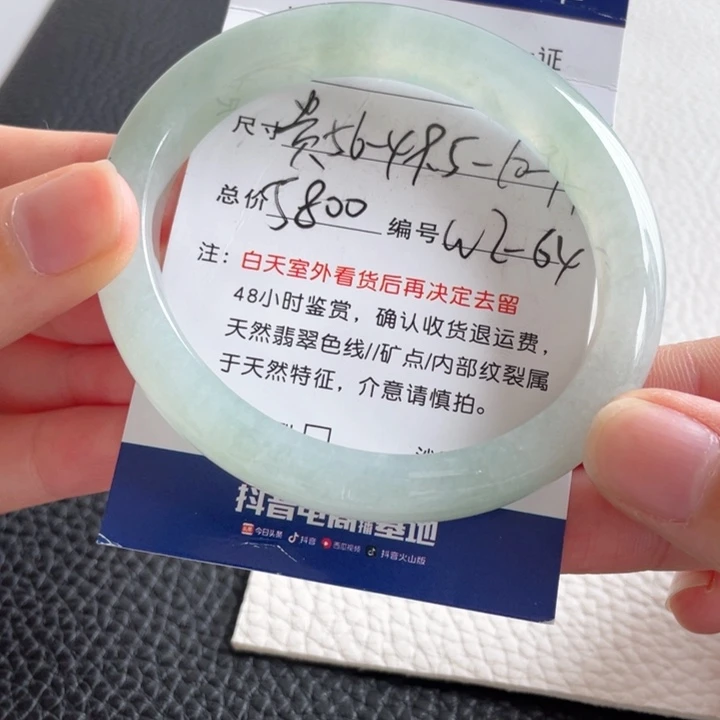 证
尺寸贵56-48.5-
总价5800 编号WZ-64
注：白天室外看货后再决定去留
48小时鉴赏，确认收货退运费，
天然翡翠色线//矿点/内部纹裂属
于天然特征，介意请慎拍。
抖音电商直播基地
今日头条 抖音 西瓜视频 抖音火山版